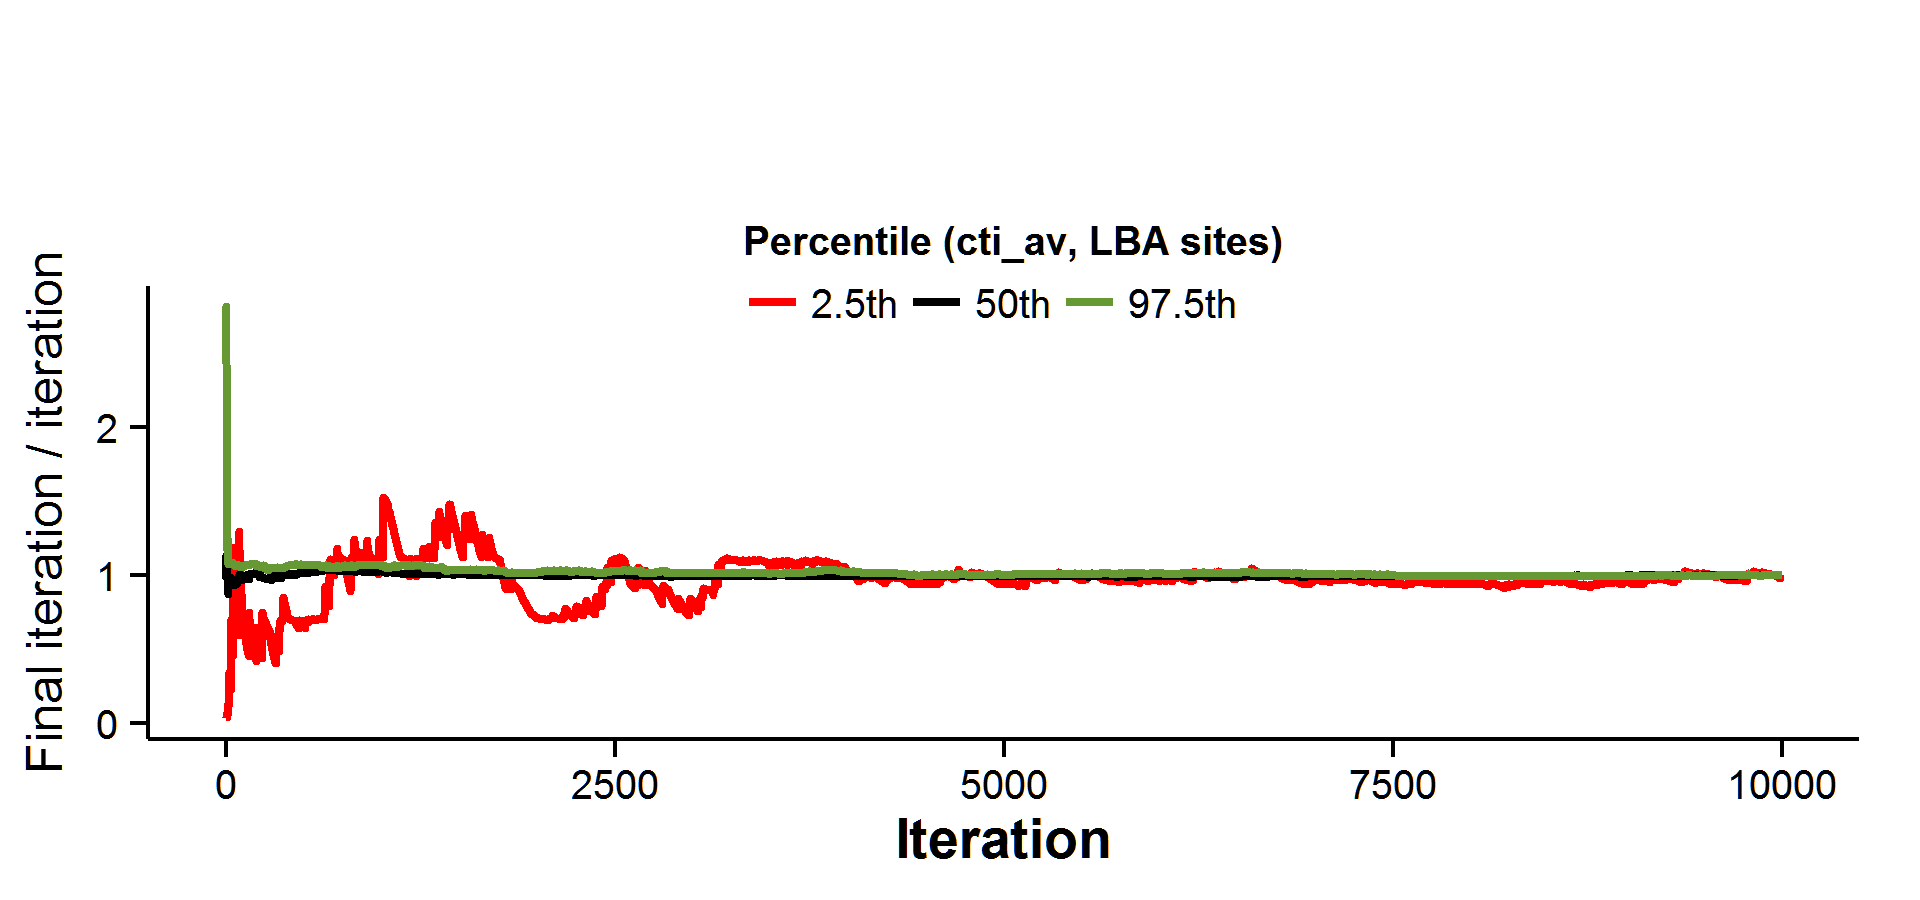 Percentile (cti_av, LBA sites)
2.5th 50th 97.5th
Final iteration / iteration
2
1
0
0 2500 5000 7500 10000
Iteration